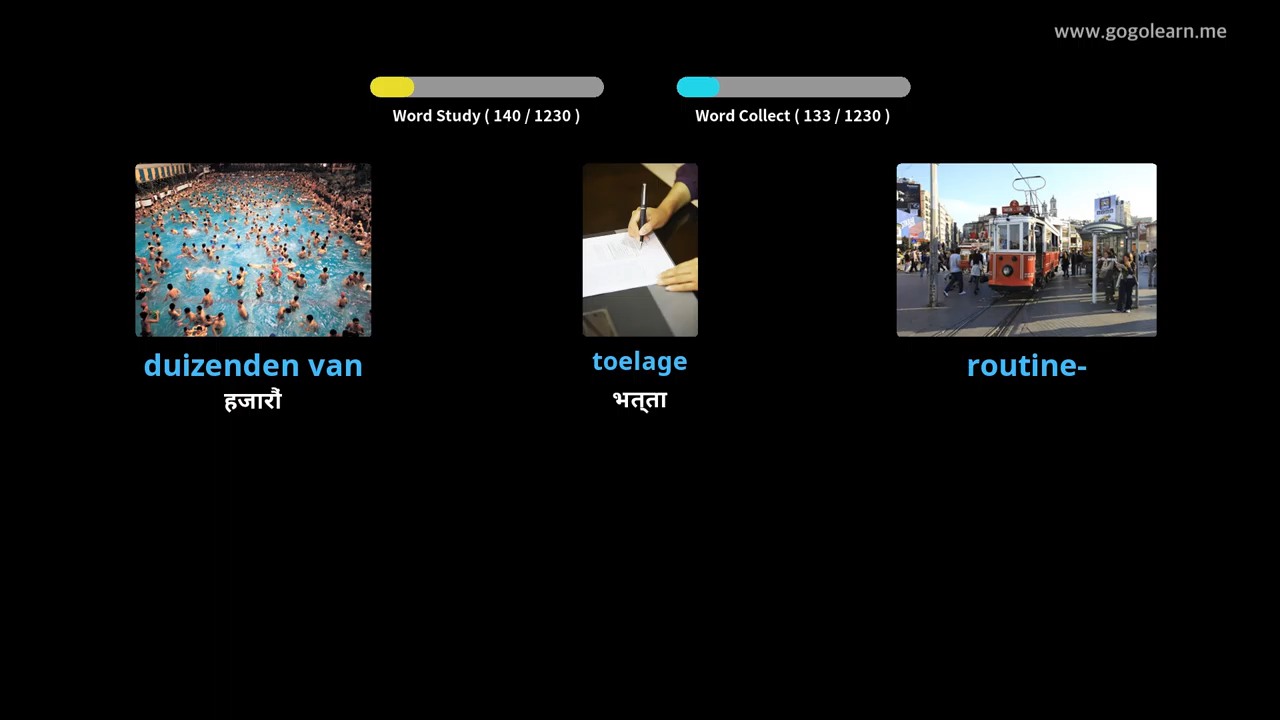 www.gogolearn.me
Word Study ( 140 / 1230 )
Word Collect ( 133 / 1230 )
duizenden van
हजारौं
toelage
भत्ता
routine-